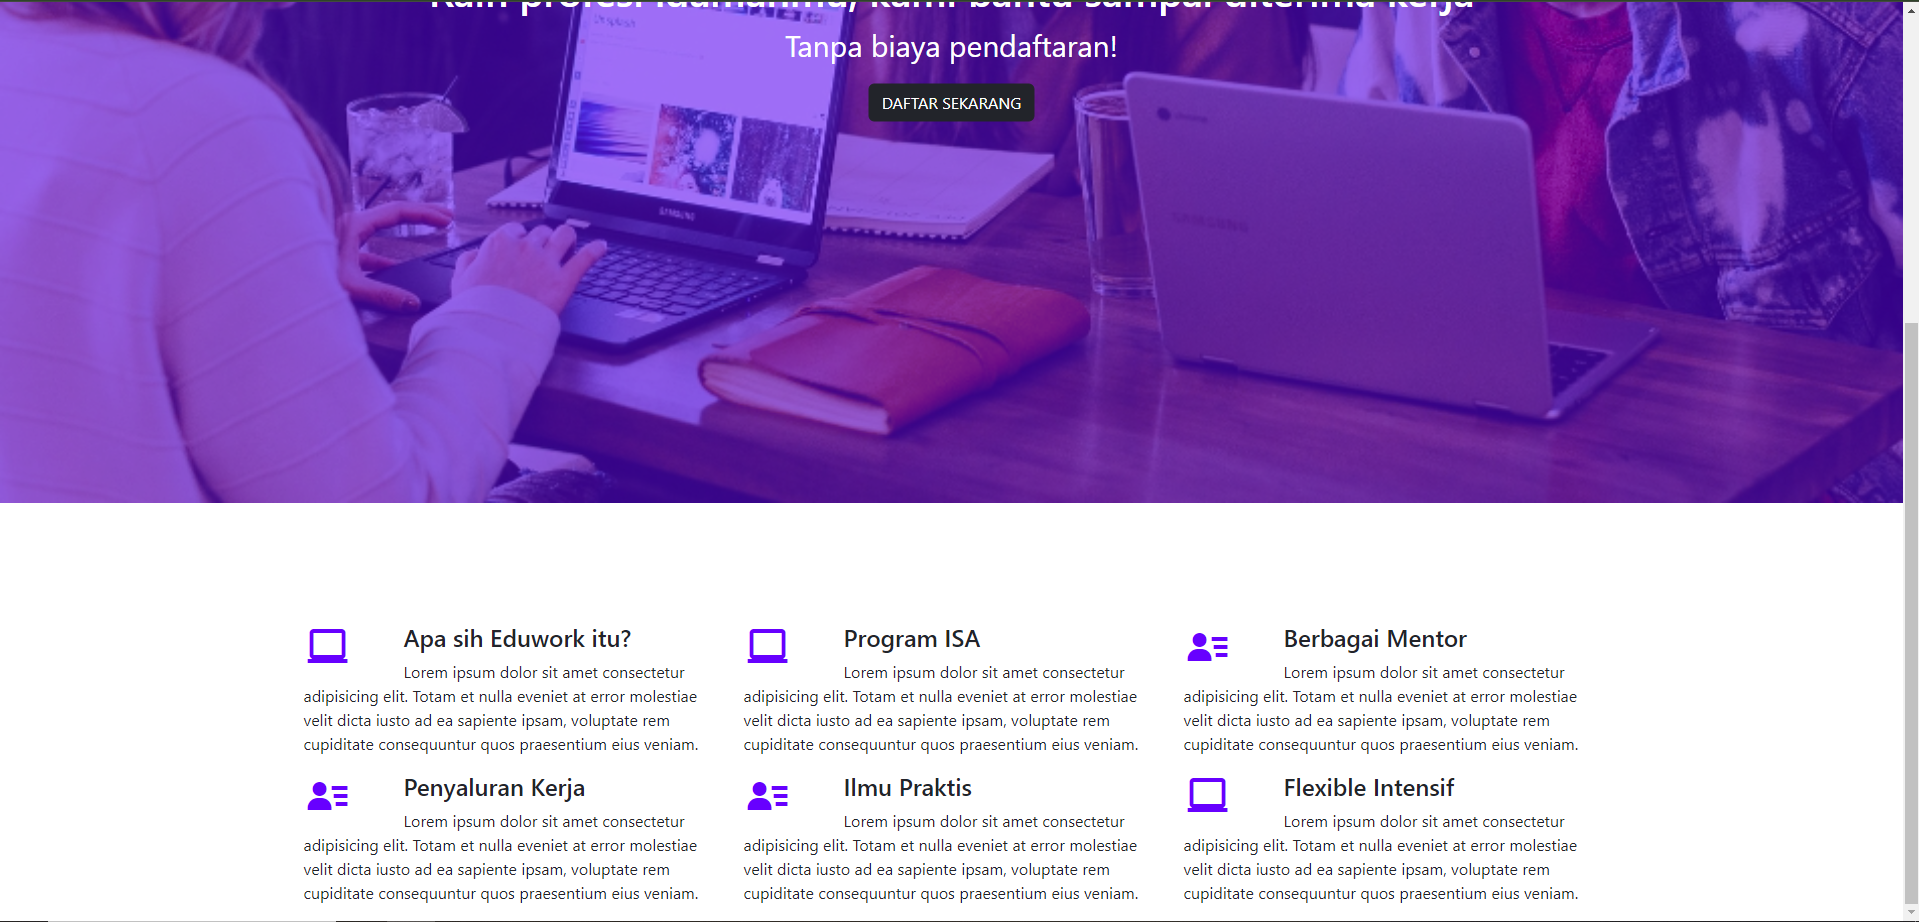 Raih profesi idamanmu, kami bantu sampai diterima kerja
Tanpa biaya pendaftaran!
DAFTAR SEKARANG
SAMSUNG
Apa sih Eduwork itu?
Lorem ipsum dolor sit amet consectetur
adipisicing elit. Totam et nulla eveniet at error molestiae
velit dicta iusto ad ea sapiente ipsam, voluptate rem
cupiditate consequuntur quos praesentium eius veniam.
Program ISA
Lorem ipsum dolor sit amet consectetur
adipisicing elit. Totam et nulla eveniet at error molestiae
velit dicta iusto ad ea sapiente ipsam, voluptate rem
cupiditate consequuntur quos praesentium eius veniam.
Berbagai Mentor
Lorem ipsum dolor sit amet consectetur
adipisicing elit. Totam et nulla eveniet at error molestiae
velit dicta iusto ad ea sapiente ipsam, voluptate rem
cupiditate consequuntur quos praesentium eius veniam.
Penyaluran Kerja
Lorem ipsum dolor sit amet consectetur
adipisicing elit. Totam et nulla eveniet at error molestiae
velit dicta iusto ad ea sapiente ipsam, voluptate rem
cupiditate consequuntur quos praesentium eius veniam.
Ilmu Praktis
Lorem ipsum dolor sit amet consectetur
adipisicing elit. Totam et nulla eveniet at error molestiae
velit dicta iusto ad ea sapiente ipsam, voluptate rem
cupiditate consequuntur quos praesentium eius veniam.
Flexible Intensif
Lorem ipsum dolor sit amet consectetur
adipisicing elit. Totam et nulla eveniet at error molestiae
velit dicta iusto ad ea sapiente ipsam, voluptate rem
cupiditate consequuntur quos praesentium eius veniam.